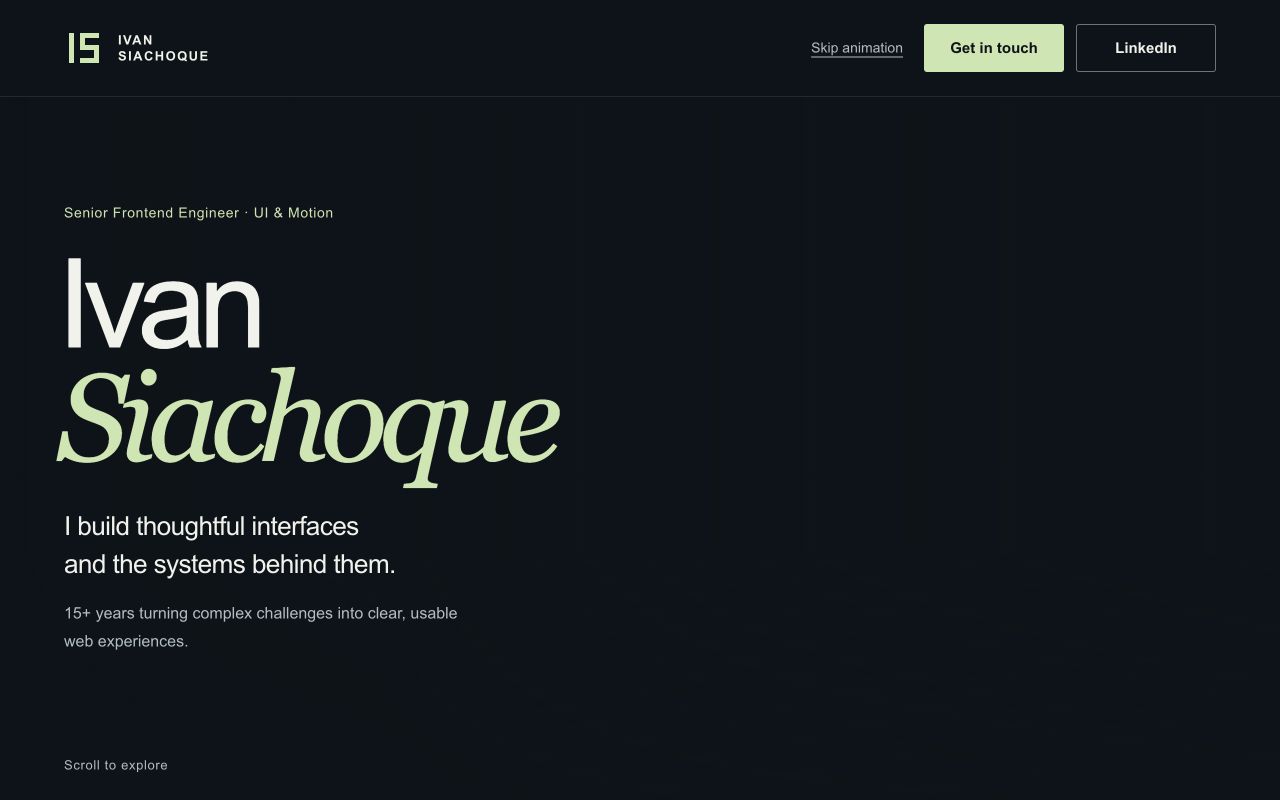 IS
IVAN
SIACHOQUE
Skip animation
Get in touch
LinkedIn
Senior Frontend Engineer · UI & Motion
Ivan
Siachoque
I build thoughtful interfaces
and the systems behind them.
15+ years turning complex challenges into clear, usable
web experiences.
Scroll to explore